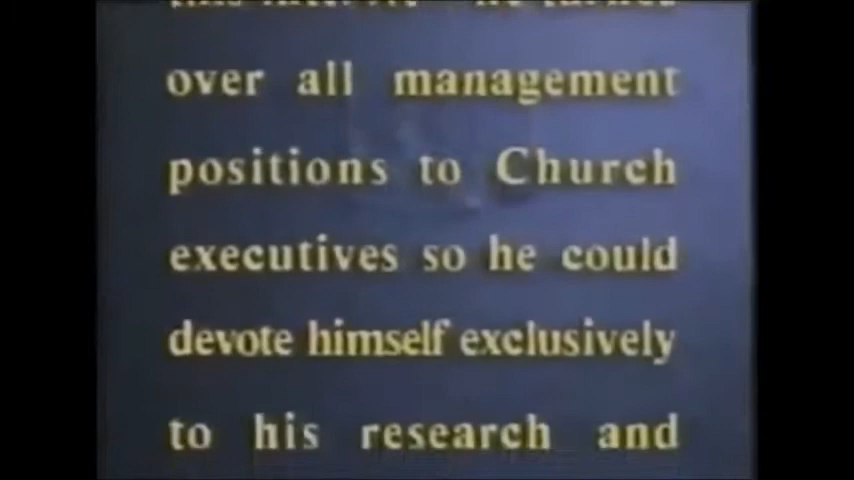 over all management
positions to Church
executives so he could
devote himself exclusively
to his research and